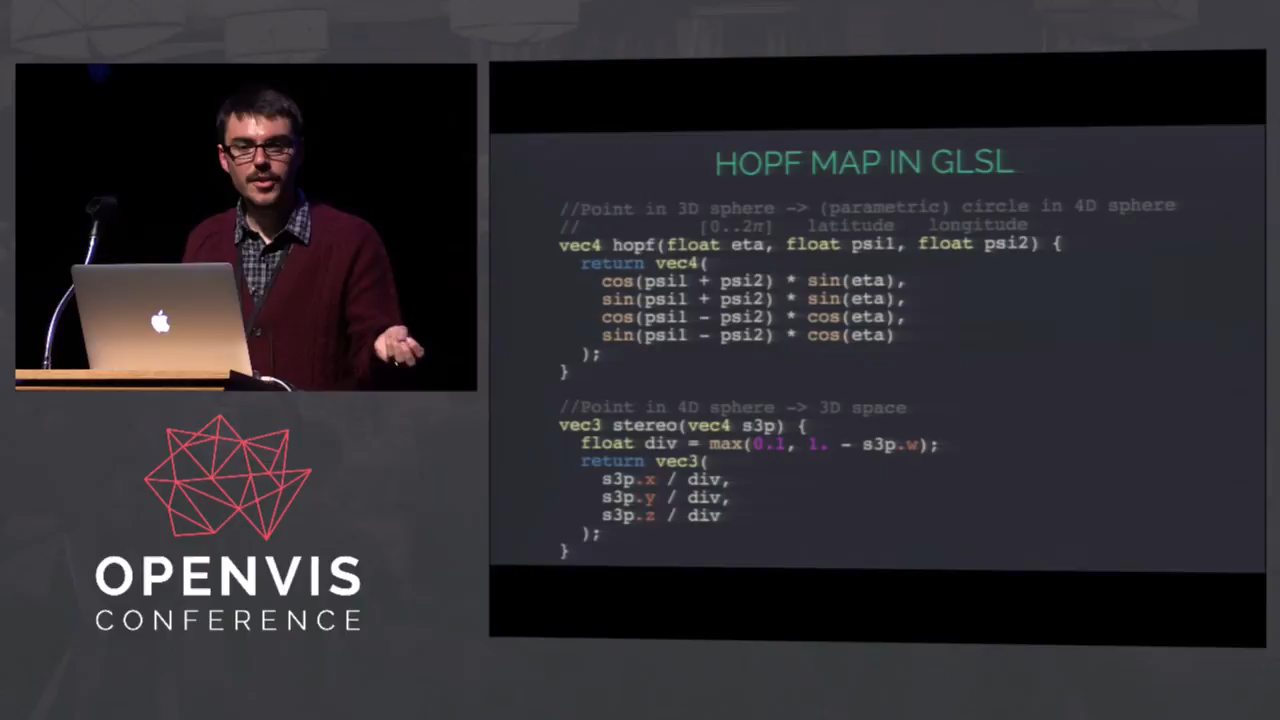 HOPF MAP IN GLSL
//Point in 3D sphere -> (parametric) circle in 4D sphere
// [0..2π] latitude longitude
vec4 hopf(float eta, float psi1, float psi2) {
return vec4(
cos(psi1 + psi2) * sin(eta),
sin(psi1 + psi2) * sin(eta),
cos(psi1 - psi2) * cos(eta),
sin(psi1 - psi2) * cos(eta)
);
}
//Point in 4D sphere -> 3D space
vec3 stereo(vec4 s3p) {
float div = max(0.1, 1. - s3p.w);
return vec3(
s3p.x / div,
s3p.y / div,
s3p.z / div
);
}
OPENVIS
CONFERENCE